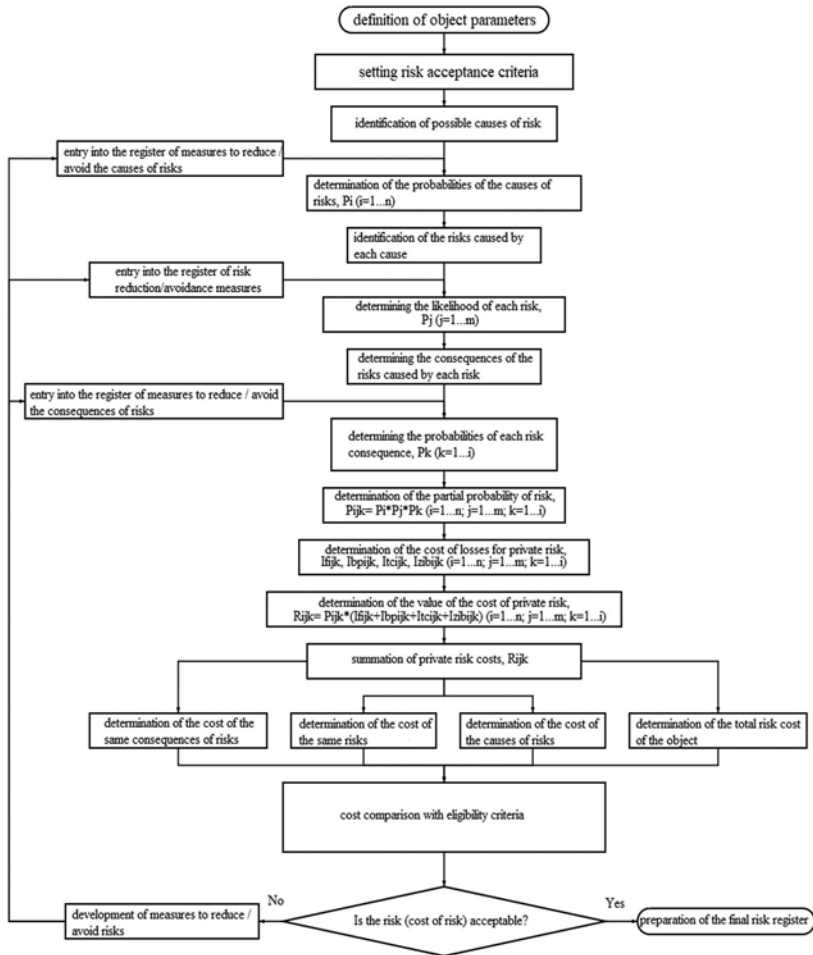 definition of object parameters
setting risk acceptance criteria
identification of possible causes of risk
entry into the register of measures to reduce /
avoid the causes of risks
determination of the probabilities of the causes of
risks, Pi (i=1...n)
identification of the risks caused by
each cause
entry into the register of risk
reduction/avoidance measures
determining the likelihood of each risk,
Pj (j=1...m)
determining the consequences of the
risks caused by each risk
entry into the register of measures to reduce / avoid
the consequences of risks
determining the probabilities of each risk
consequence, Pk (k=1...i)
determination of the partial probability of risk,
Pijk= Pi*Pj*Pk (i=1...n; j=1...m; k=1...i)
determination of the cost of losses for private risk,
Ifijk, Ibpijk, Itcijk, Izibijk (i=1...n; j=1...m; k=1...i)
determination of the value of the cost of private risk,
Rijk= Pijk*(Ifijk+Ibpijk+Itcijk+Izibijk) (i=1...n; j=1...m; k=1...i)
summation of private risk costs, Rijk
determination of the cost of the
same consequences of risks
determination of the cost of
the same risks
determination of the cost of
the causes of risks
determination of the total risk cost
of the object
cost comparison with eligibility criteria
No
Yes
development of measures to reduce /
avoid risks
Is the risk (cost of risk) acceptable?
preparation of the final risk register